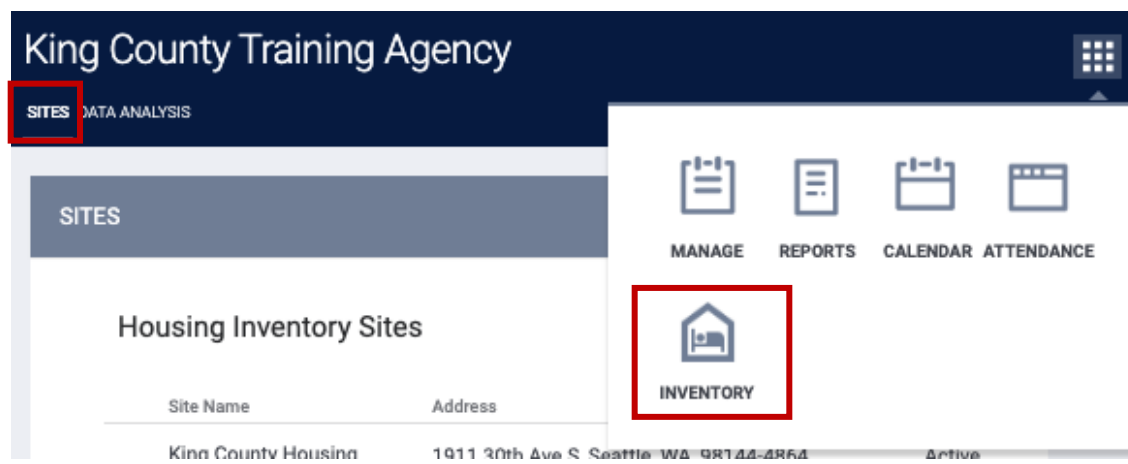 King County Training Agency
SITES DATA ANALYSIS
SITES
MANAGE REPORTS CALENDAR ATTENDANCE
Housing Inventory Sites
INVENTORY
Site Name Address
King County Housing 1911 30th Ave S, Seattle, WA, 98144-4864 Active